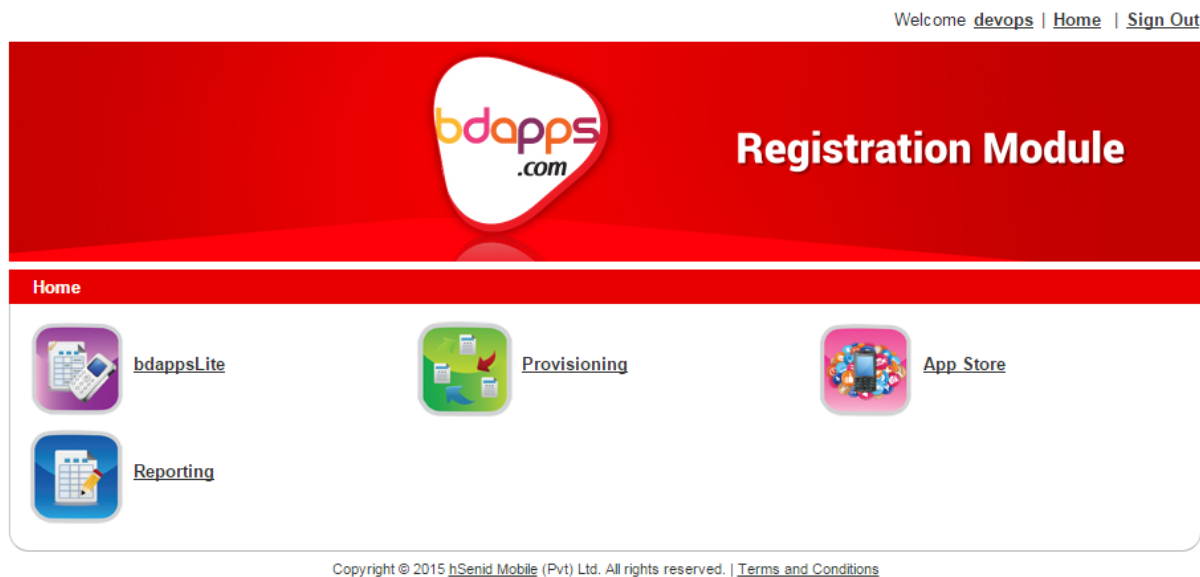 Welcome devops | Home | Sign Out
bdapps
.com
Registration Module
Home
bdappsLite
Provisioning
App Store
Reporting
Copyright © 2015 hSenid Mobile (Pvt) Ltd. All rights reserved. | Terms and Conditions